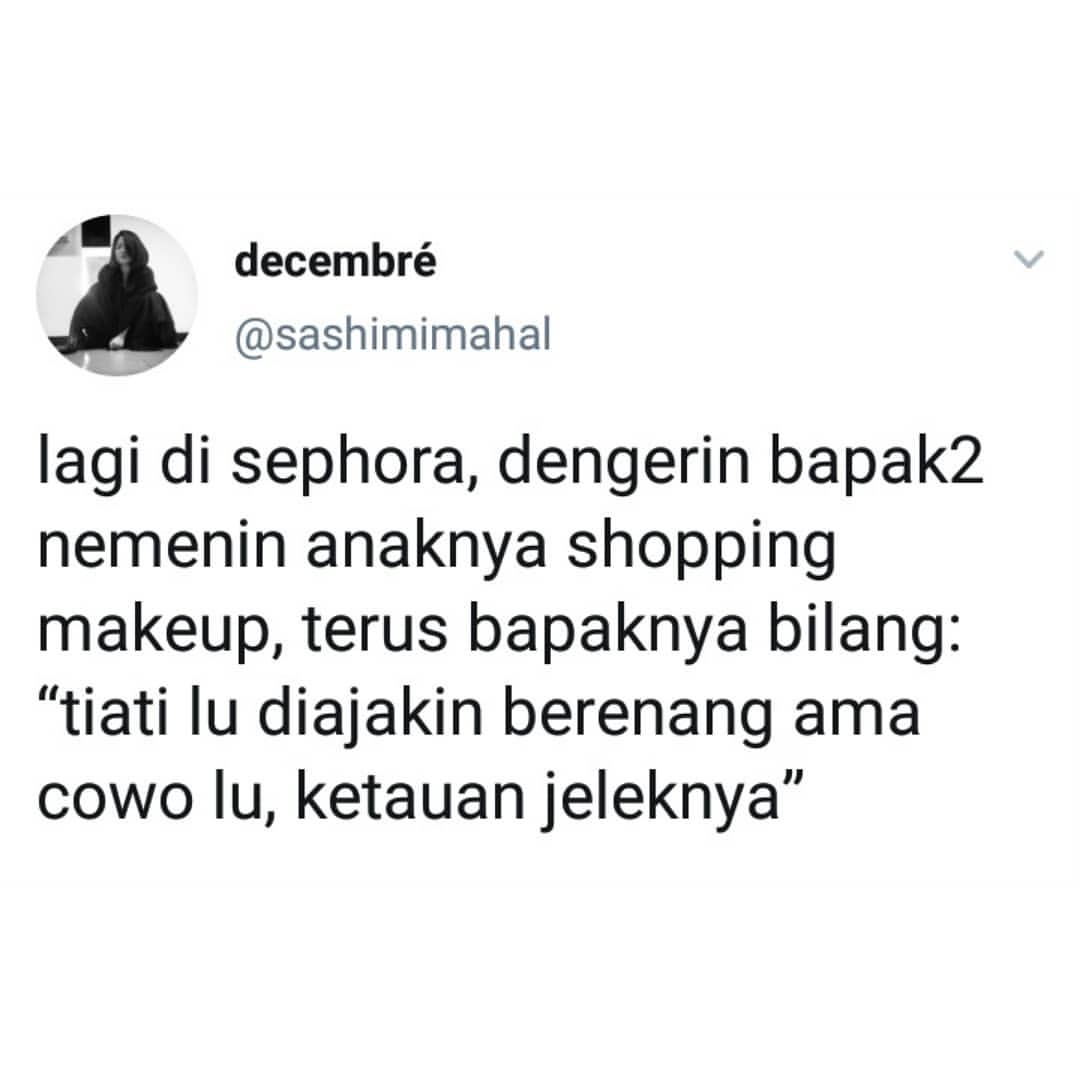 decembré
@sashimimahal
lagi di sephora, dengerin bapak2
nemenin anaknya shopping
makeup, terus bapaknya bilang:
“tiati lu diajakin berenang ama
cowo lu, ketauan jeleknya”